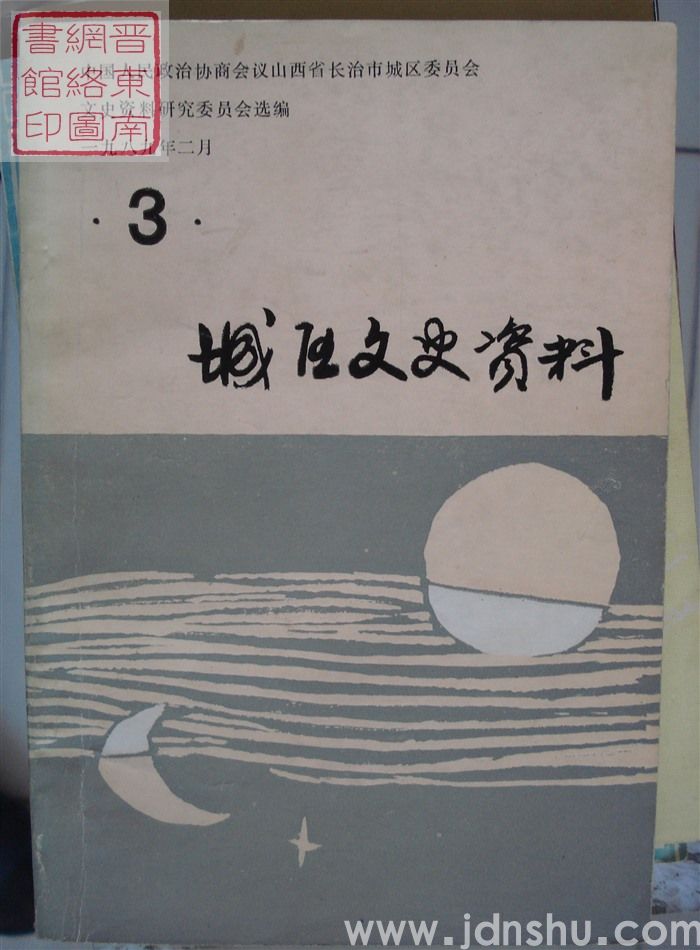 中国人民政治协商会议山西省长治市城区委员会
文史资料研究委员会选编
一九八九年二月
·3·
城区文史资料
晋東南
網絡圖
書館印
www.jdnshu.com